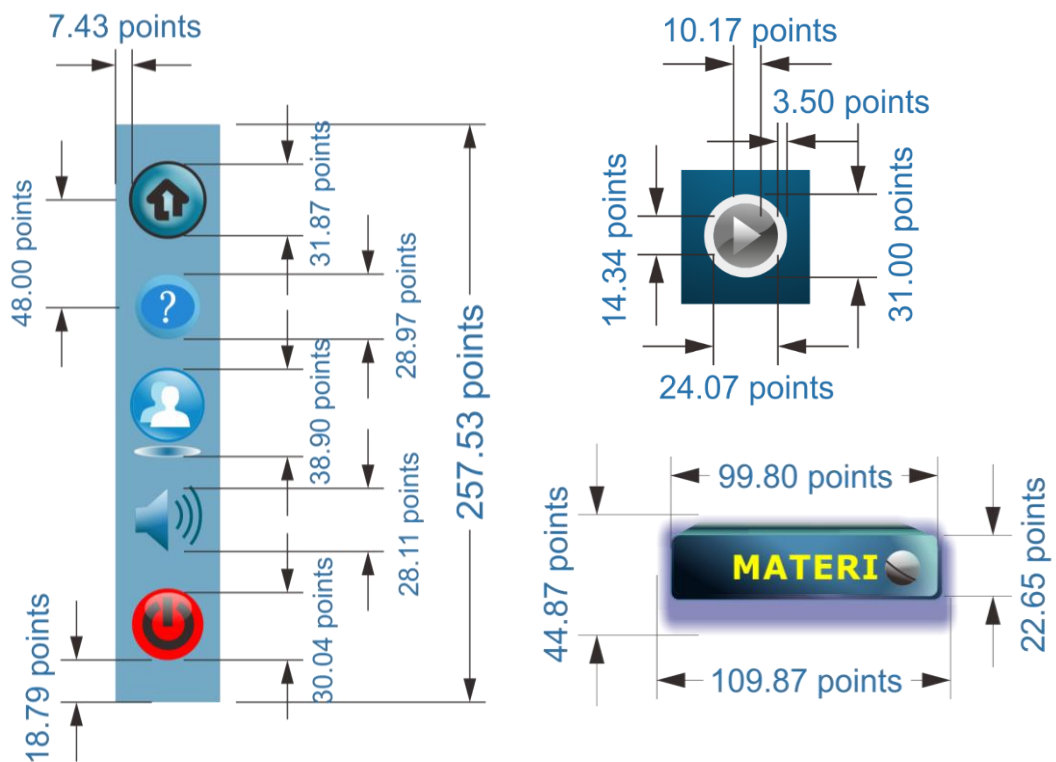 7.43 points
48.00 points
31.87 points
?
28.97 points
38.90 points
257.53 points
28.11 points
30.04 points
18.79 points
10.17 points
3.50 points
14.34 points
31.00 points
24.07 points
99.80 points
44.87 points
MATERI
22.65 points
109.87 points